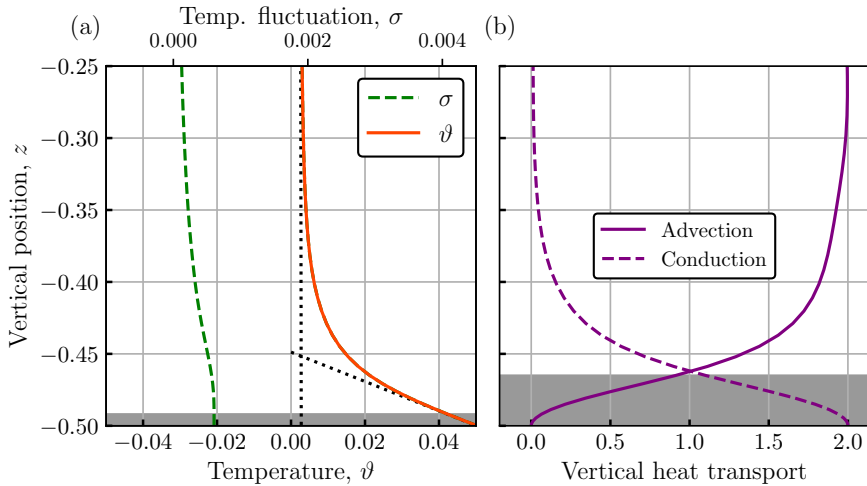 (a)
Temp. fluctuation, σ
(b)
0.000 0.002 0.004
−0.25
−0.30
−0.35
−0.40
−0.45
−0.50
Vertical position, z
σ
ϑ
−0.04 −0.02 0.00 0.02 0.04
Temperature, ϑ
Advection
Conduction
0.0 0.5 1.0 1.5 2.0
Vertical heat transport